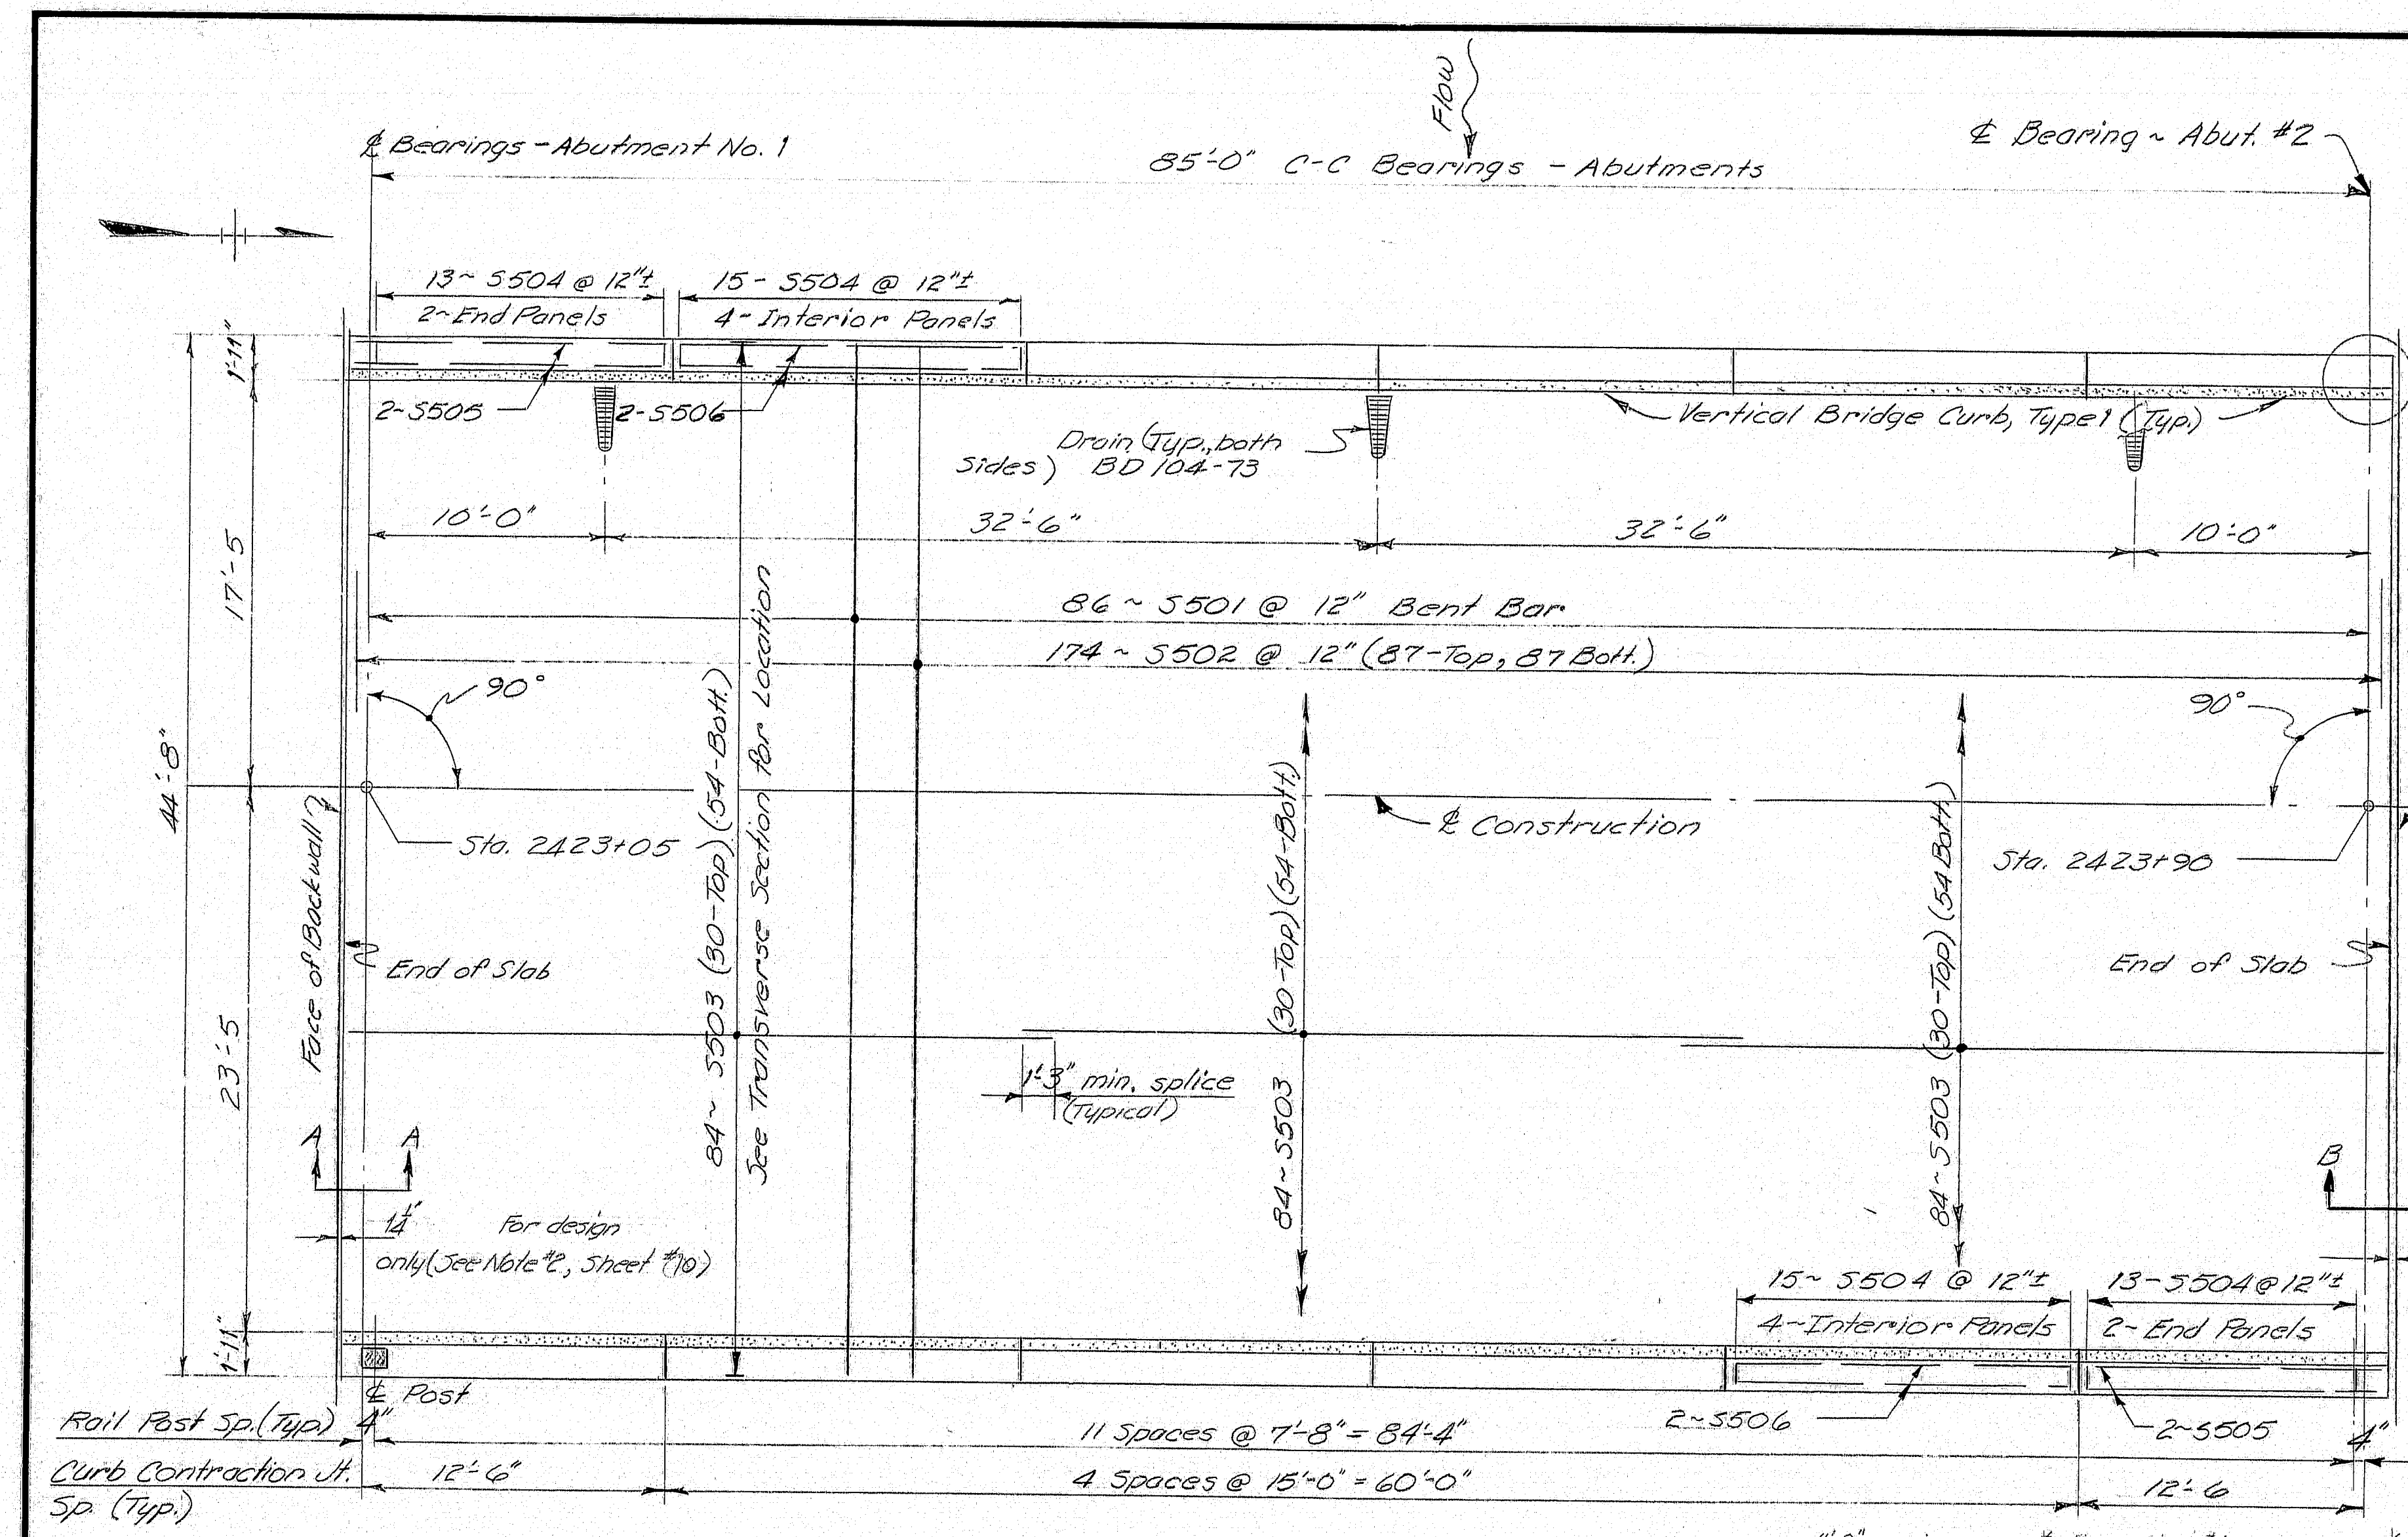 Flow
℄ Bearings - Abutment No. 1
85'-0" C-C Bearings - Abutments
℄ Bearing ~ Abut. #2
13~ S504 @ 12"±
2~End Panels
15- S504 @ 12"±
4- Interior Panels
1'-11"
2-S505
2-S506
Drain (Typ., both
Sides) BD 104-73
Vertical Bridge Curb, Type 1 (Typ.)
10'-0"
32'-6"
32'-6"
10'-0"
17'-5
86 ~ S501 @ 12" Bent Bar
174 ~ S502 @ 12" (87-Top, 87 Bott.)
90°
90°
44'-8"
℄ Construction
Sta. 2423+05
Sta. 2423+90
Face of Backwall
End of Slab
End of Slab
84~ S503 (30-Top)(54-Bott.)
See Transverse Section for Location
84~ S503 (30-Top)(54-Bott.)
84~S503 (30-Top)(54 Bott.)
23'-5
1'-3" min. splice
(Typical)
A
A
B
1¼"
For design
only (See Note #2, Sheet #10)
15~ S504 @ 12"±
4~Interior Panels
13-S504@12"±
2- End Panels
1'-11"
℄ Post
2~S506
2~S505
Rail Post Sp. (Typ.)
4"
11 Spaces @ 7'-8" = 84'-4"
4"
Curb Contraction Jt.
Sp. (Typ.)
12'-6"
4 Spaces @ 15'-0" = 60'-0"
12'-6